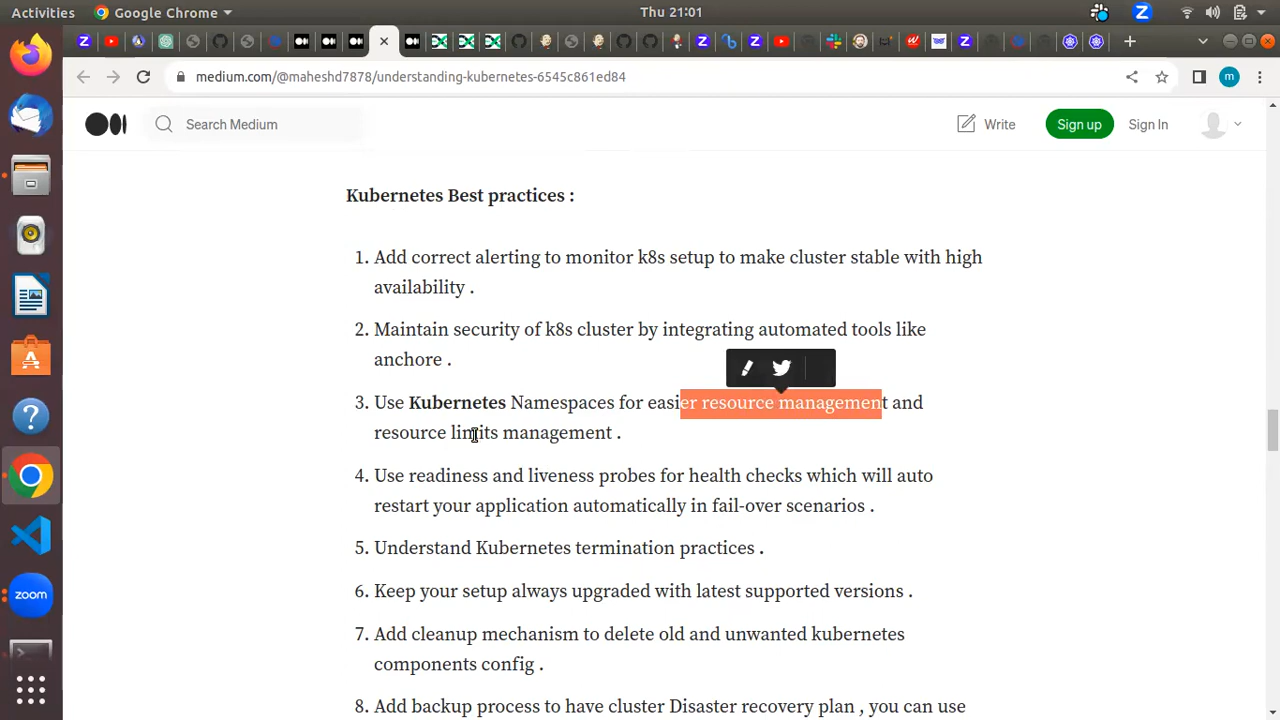 Activities
Google Chrome
Thu 21:01
medium.com/@maheshd7878/understanding-kubernetes-6545c861ed84
m
Search Medium
Write
Sign up
Sign In
Kubernetes Best practices :
1. Add correct alerting to monitor k8s setup to make cluster stable with high
availability .
2. Maintain security of k8s cluster by integrating automated tools like
anchore .
3. Use Kubernetes Namespaces for easier resource management and
resource limits management .
4. Use readiness and liveness probes for health checks which will auto
restart your application automatically in fail-over scenarios .
5. Understand Kubernetes termination practices .
6. Keep your setup always upgraded with latest supported versions .
7. Add cleanup mechanism to delete old and unwanted kubernetes
components config .
8. Add backup process to have cluster Disaster recovery plan , you can use
zoom